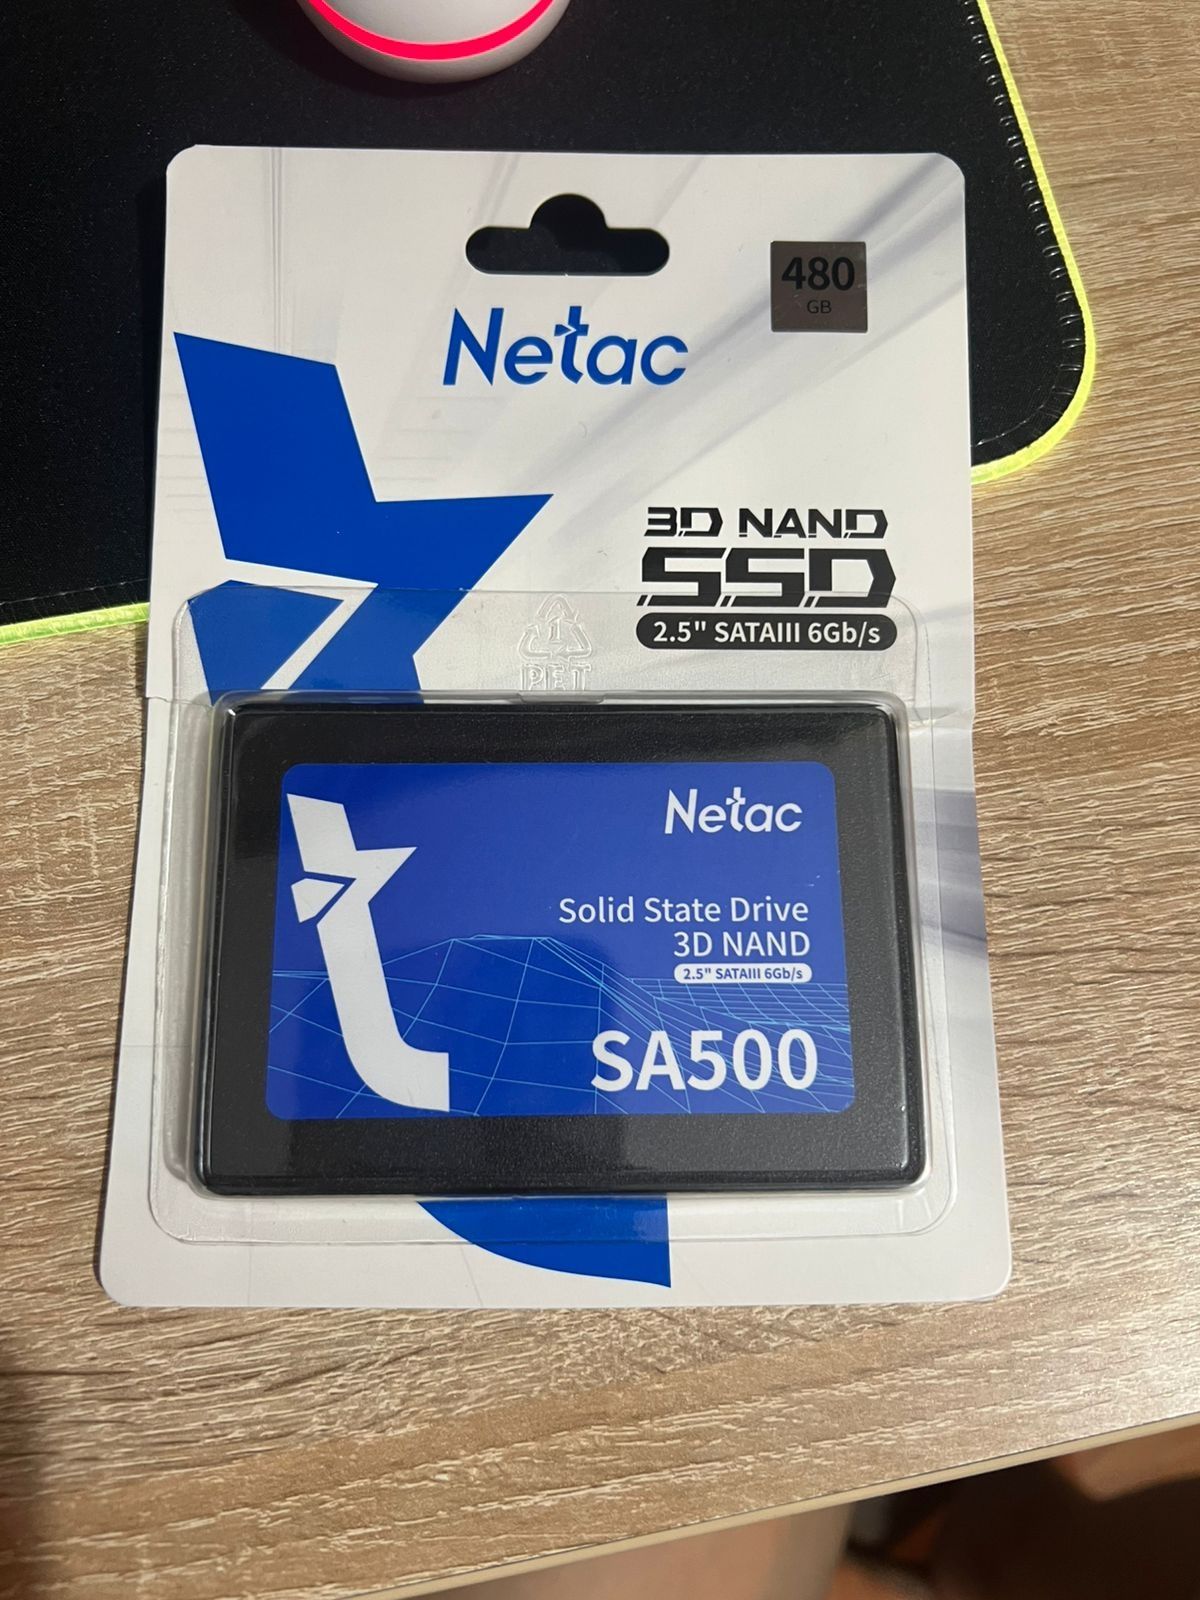 480
GB
Netac
3D NAND
SSD
2.5" SATAIII 6Gb/s
1
PET
Netac
Solid State Drive
3D NAND
2.5" SATAIII 6Gb/s
SA500